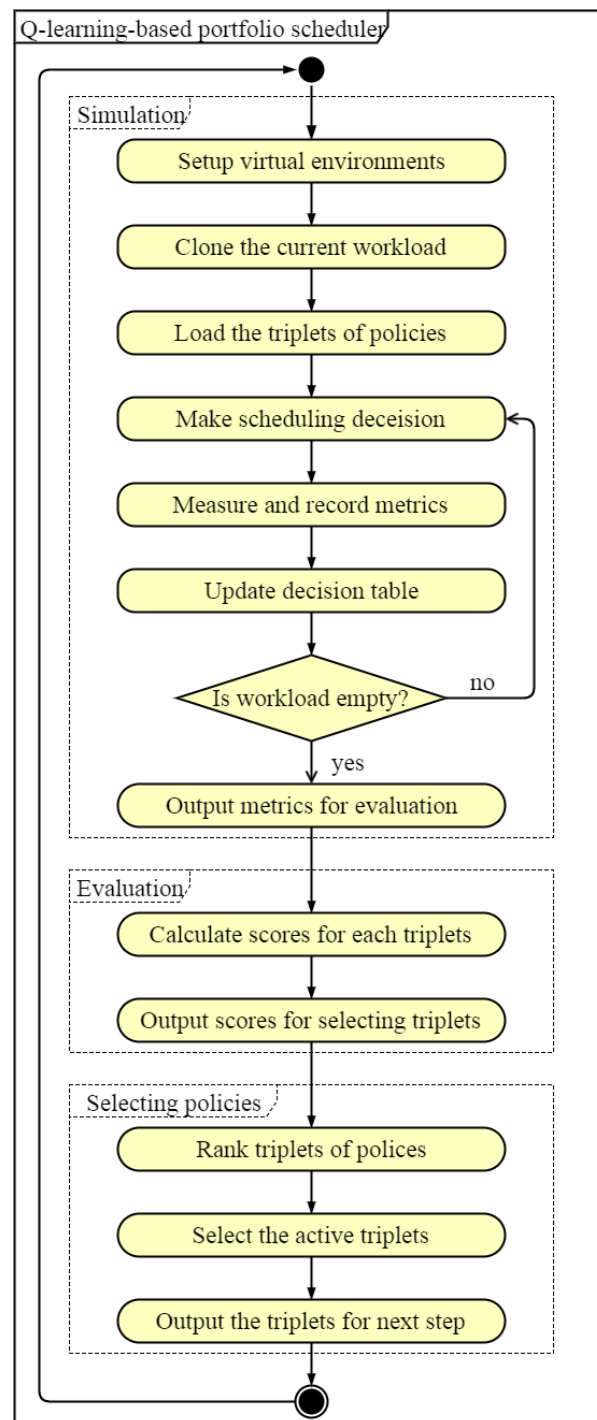 Q-learning-based portfolio scheduler
Simulation
Setup virtual environments
Clone the current workload
Load the triplets of policies
Make scheduling deceision
Measure and record metrics
Update decision table
Is workload empty?
no
yes
Output metrics for evaluation
Evaluation
Calculate scores for each triplets
Output scores for selecting triplets
Selecting policies
Rank triplets of polices
Select the active triplets
Output the triplets for next step